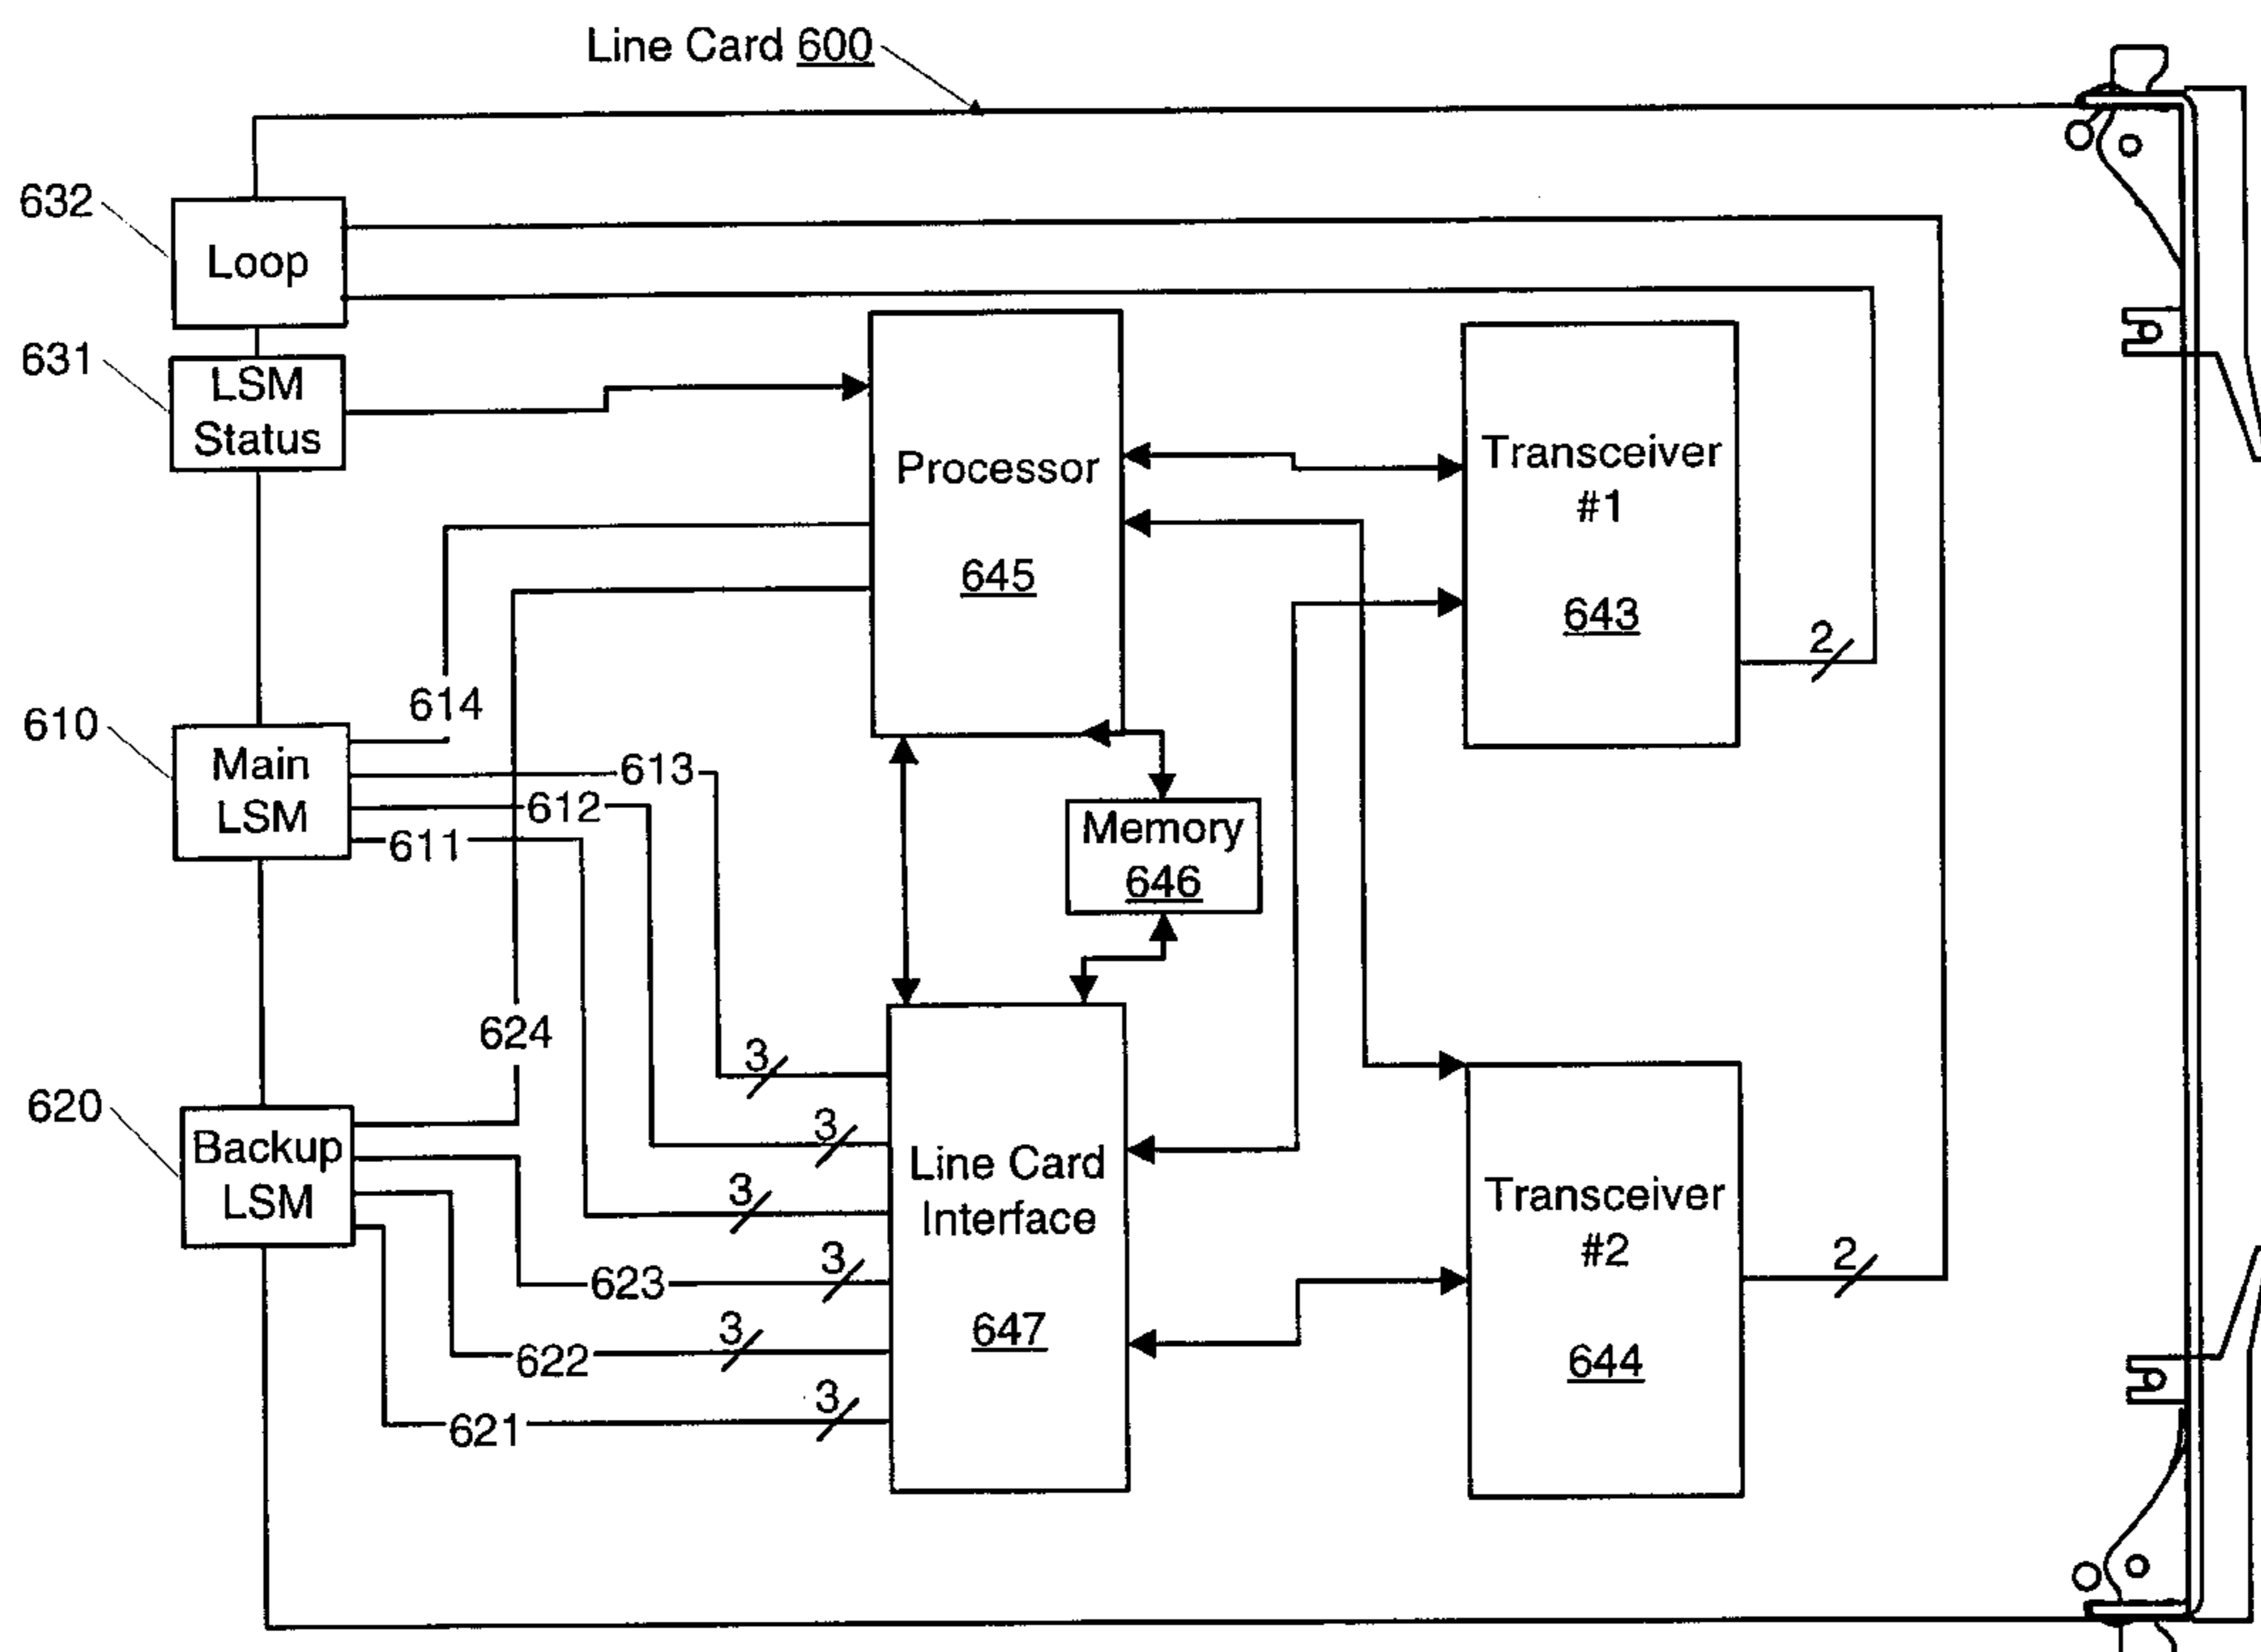 Line Card 600
632
Loop
631
LSM
Status
Processor
645
Transceiver
#1
643
2
614
610
Main
LSM
613
612
611
Memory
646
624
620
Backup
LSM
3
3
3
3
3
3
623
622
621
Line Card
Interface
647
Transceiver
#2
644
2